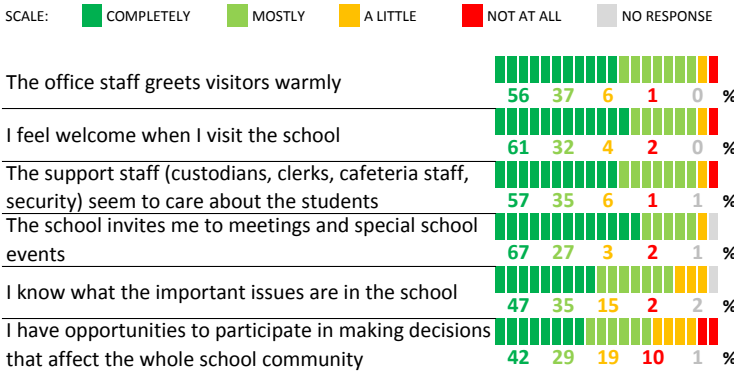 SCALE: COMPLETELY MOSTLY A LITTLE NOT AT ALL NO RESPONSE
The office staff greets visitors warmly
56 37 6 1 0 %
I feel welcome when I visit the school
61 32 4 2 0 %
The support staff (custodians, clerks, cafeteria staff,
security) seem to care about the students
57 35 6 1 1 %
The school invites me to meetings and special school
events
67 27 3 2 1 %
I know what the important issues are in the school
47 35 15 2 2 %
I have opportunities to participate in making decisions
that affect the whole school community
42 29 19 10 1 %